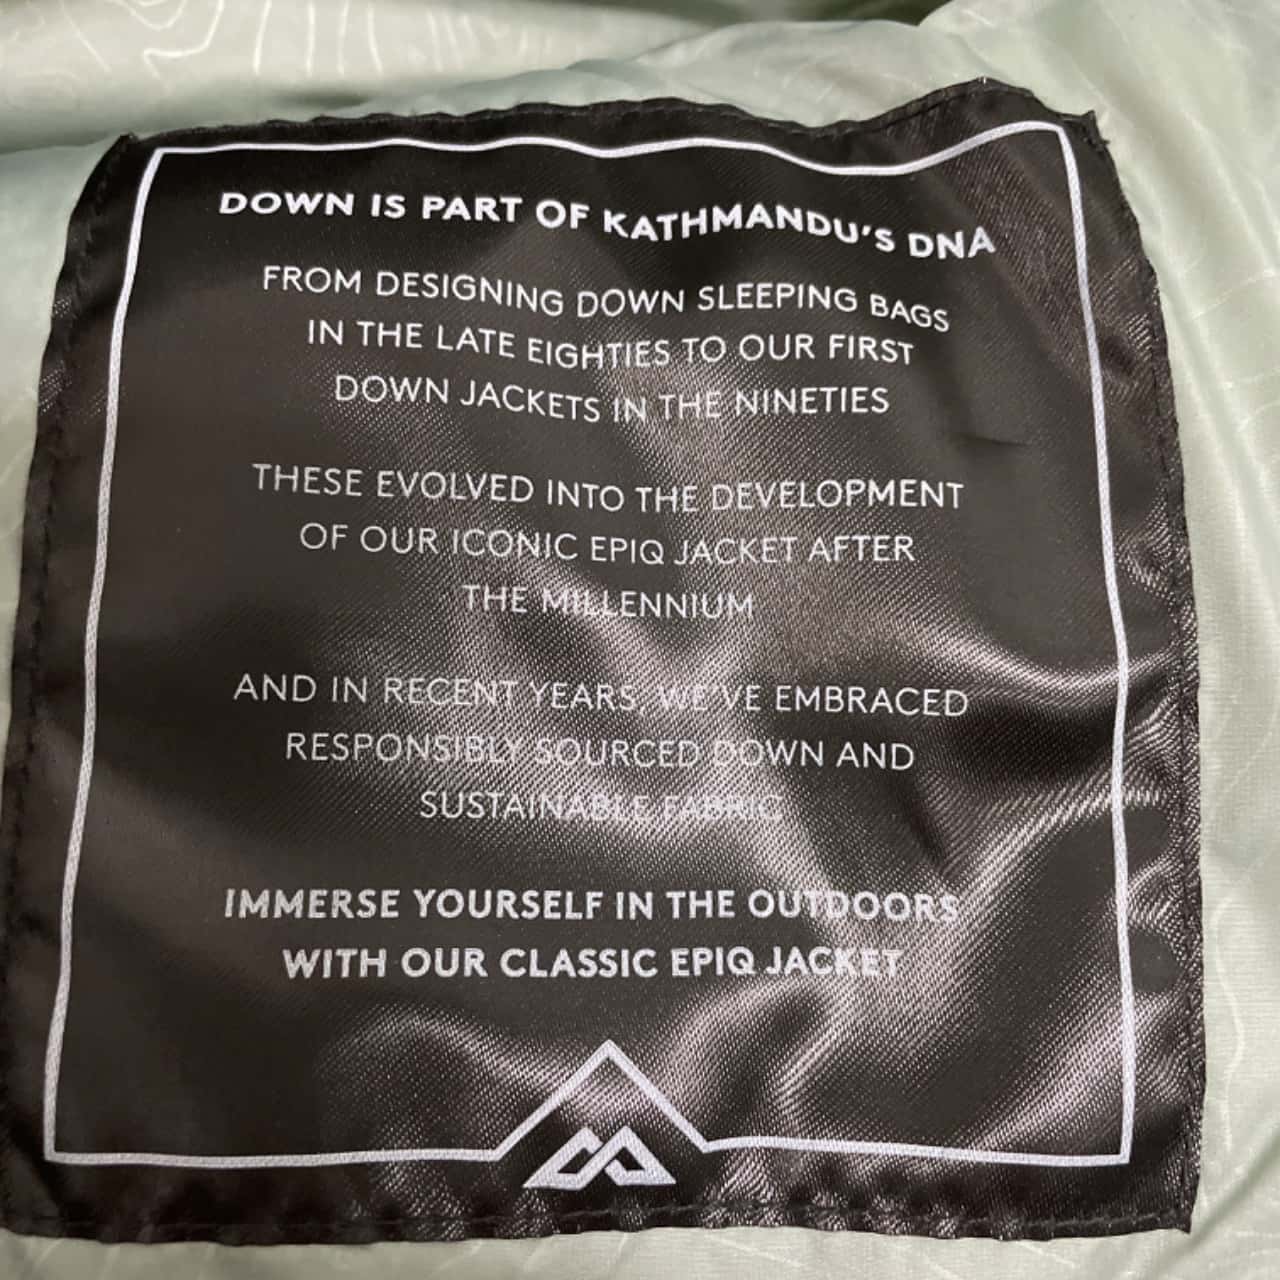 DOWN IS PART OF KATHMANDU'S DNA
FROM DESIGNING DOWN SLEEPING BAGS
IN THE LATE EIGHTIES TO OUR FIRST
DOWN JACKETS IN THE NINETIES
THESE EVOLVED INTO THE DEVELOPMENT
OF OUR ICONIC EPIQ JACKET AFTER
THE MILLENNIUM
AND IN RECENT YEARS, WE'VE EMBRACED
RESPONSIBLY SOURCED DOWN AND
SUSTAINABLE FABRIC
IMMERSE YOURSELF IN THE OUTDOORS
WITH OUR CLASSIC EPIQ JACKET